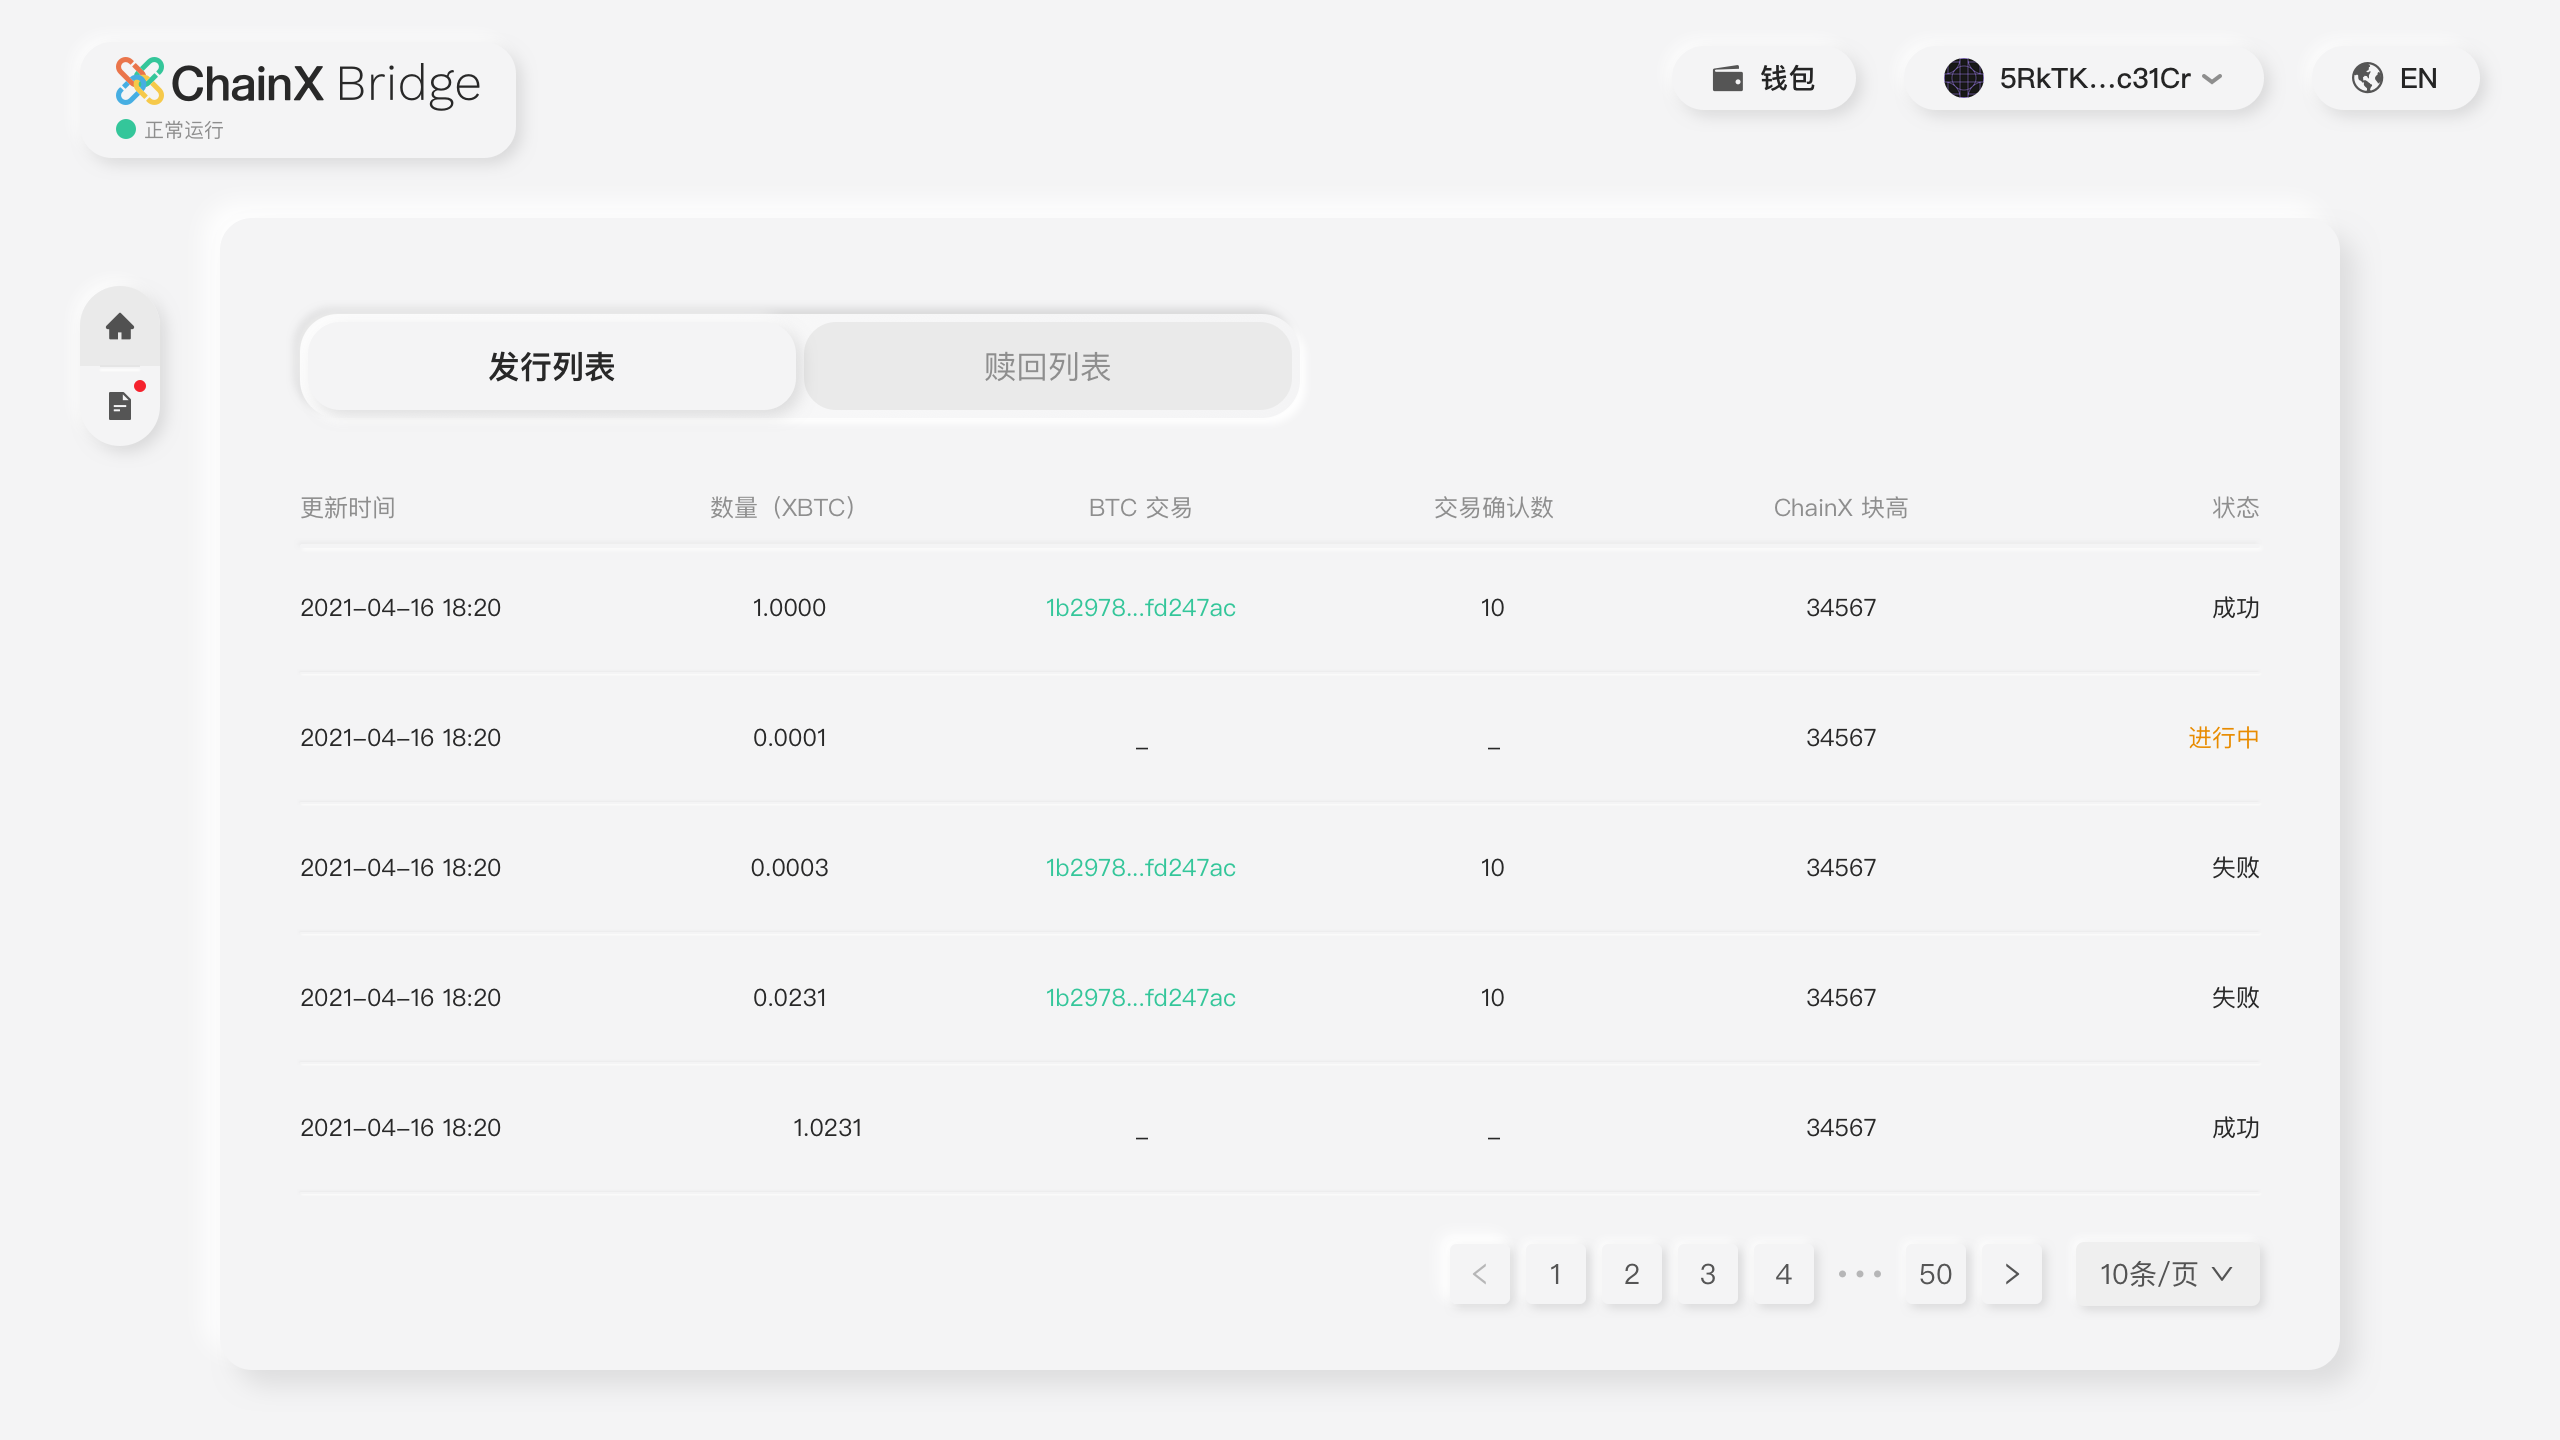 ChainX Bridge
正常运行
钱包
5RkTK...c31Cr
EN
发行列表 赎回列表
更新时间 数量（XBTC） BTC 交易 交易确认数 ChainX 块高 状态
2021-04-16 18:20 1.0000 1b2978...fd247ac 10 34567 成功
2021-04-16 18:20 0.0001 _ _ 34567 进行中
2021-04-16 18:20 0.0003 1b2978...fd247ac 10 34567 失败
2021-04-16 18:20 0.0231 1b2978...fd247ac 10 34567 失败
2021-04-16 18:20 1.0231 _ _ 34567 成功
< 1 2 3 4 ··· 50 > 10条/页